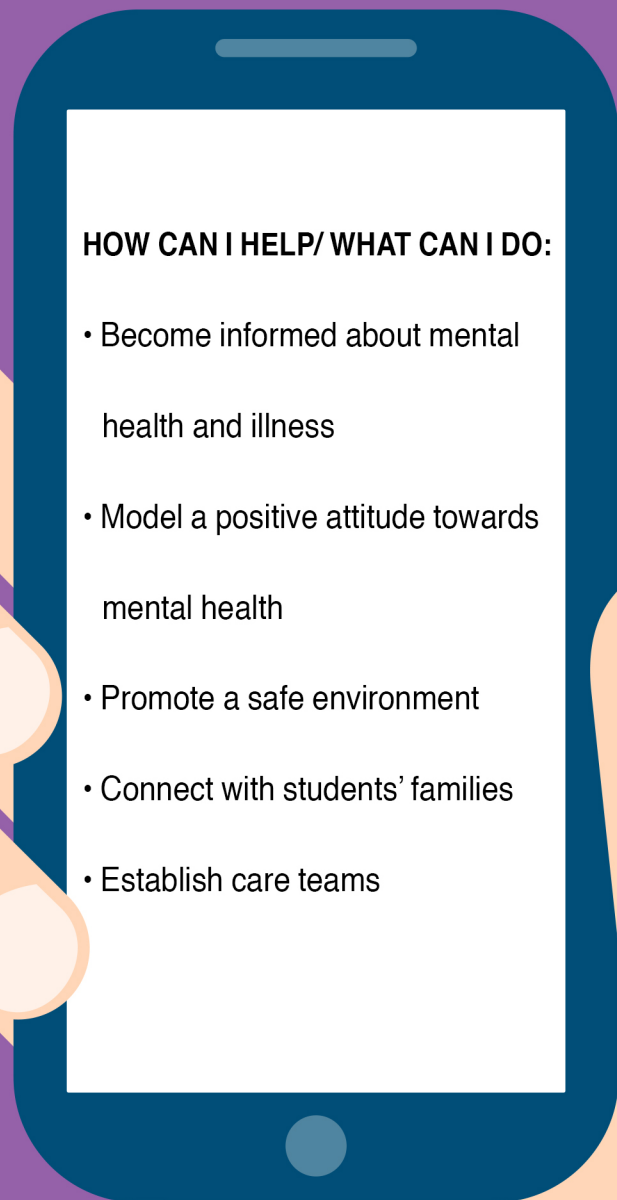 HOW CAN I HELP/ WHAT CAN I DO:
• Become informed about mental
health and illness
• Model a positive attitude towards
mental health
• Promote a safe environment
• Connect with students’ families
• Establish care teams